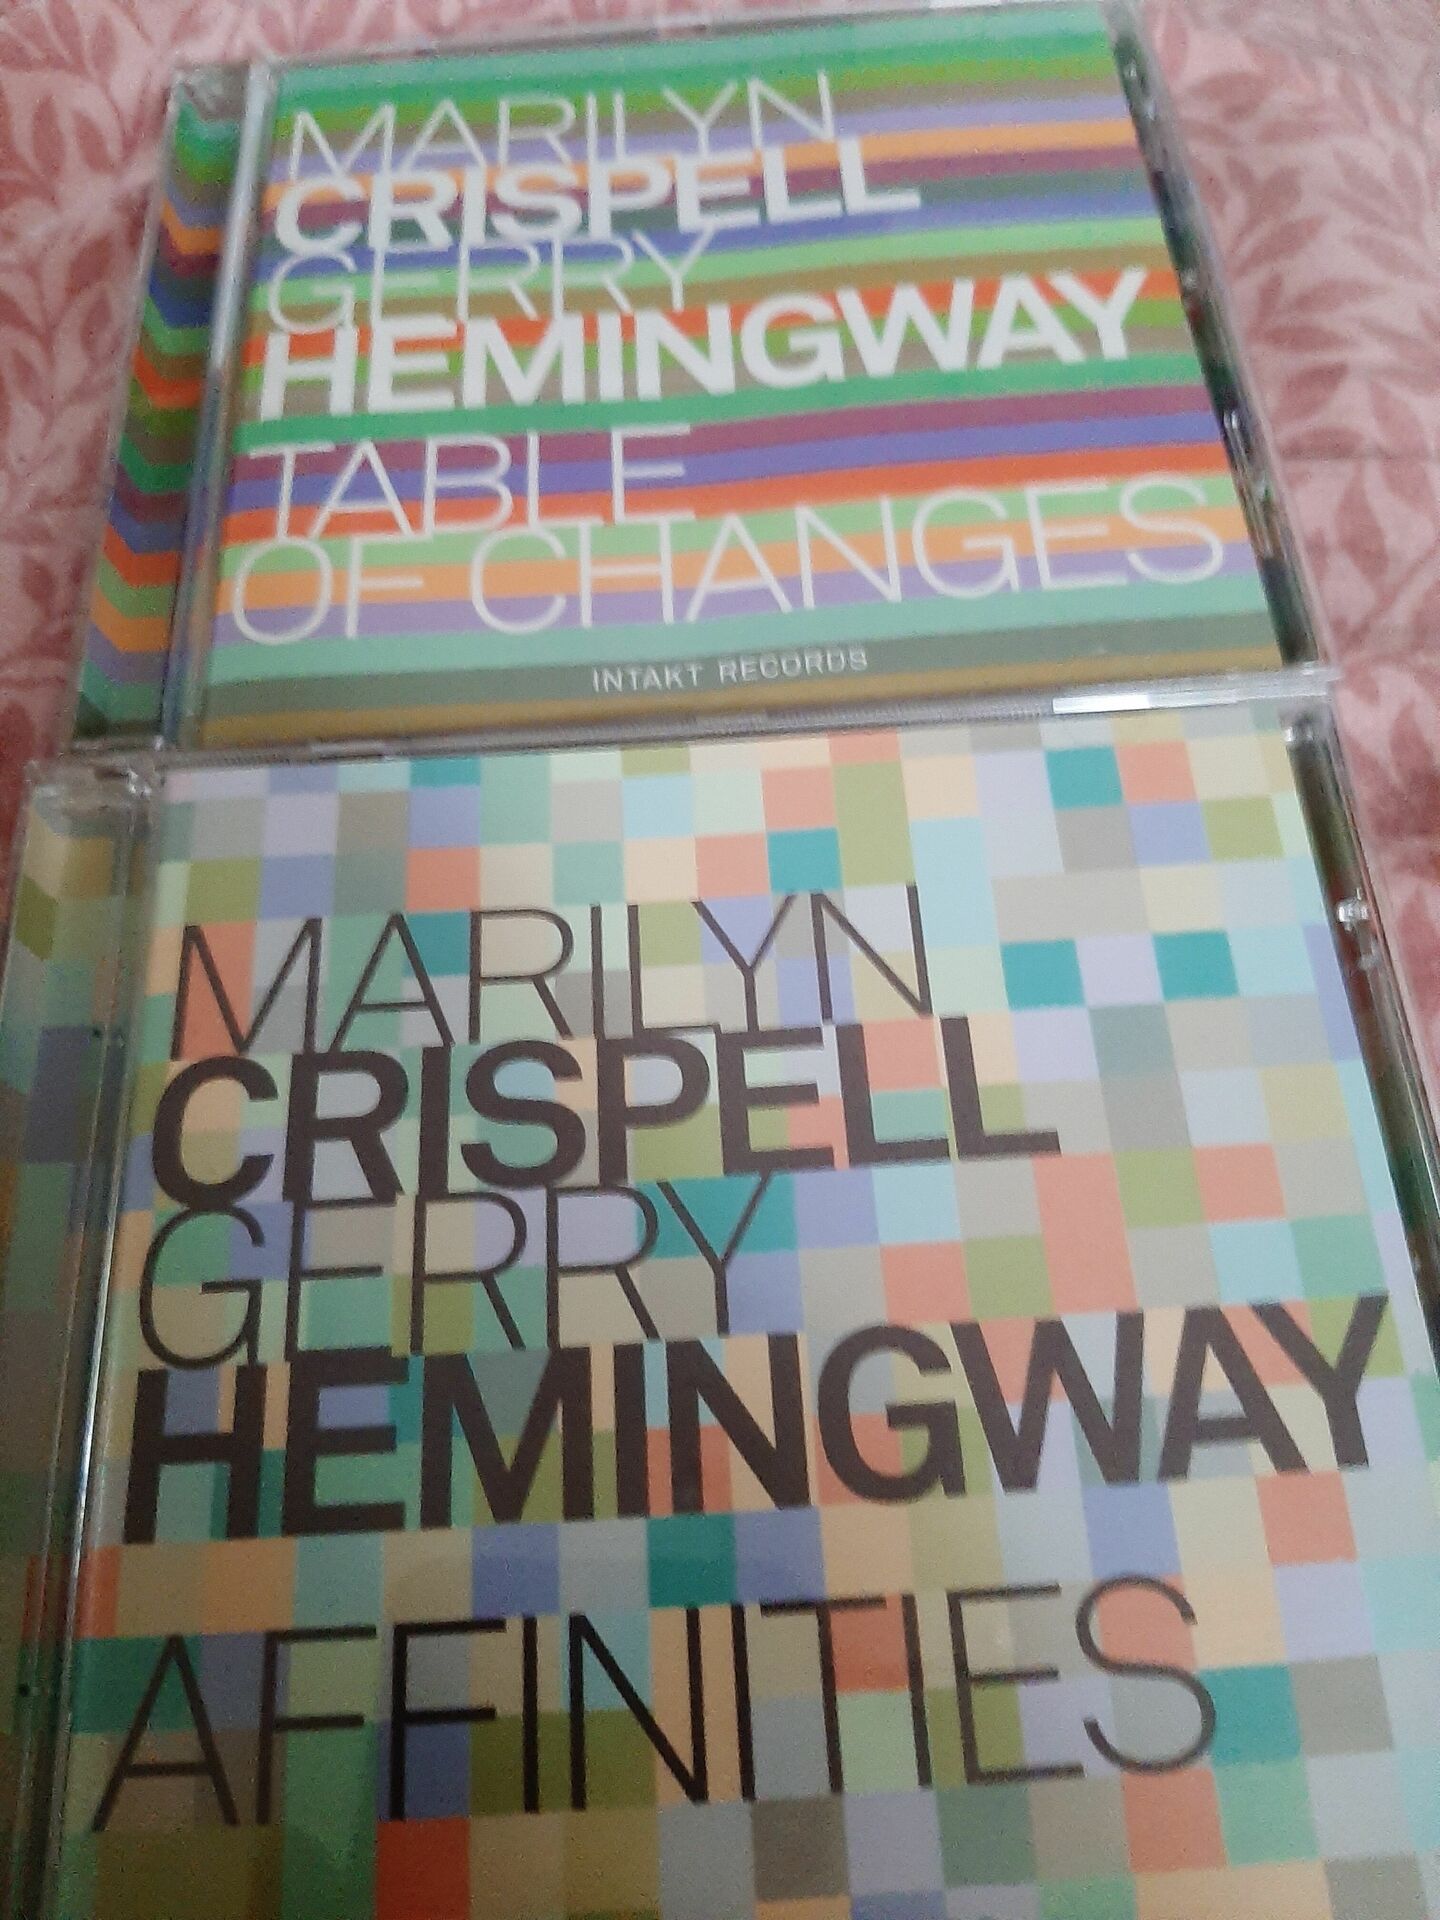 MARILYN
CRISPELL
GERRY
HEMINGWAY
TABLE
OF CHANGES
INTAKT RECORDS
MARILYN
CRISPELL
GERRY
HEMINGWAY
AFFINITIES